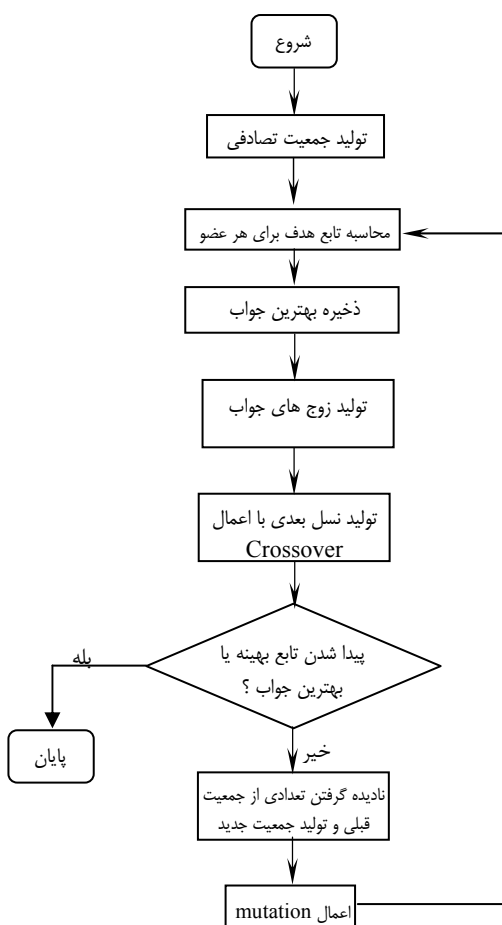 شروع
تولید جمعیت تصادفی
محاسبه تابع هدف برای هر عضو
ذخیره بهترین جواب
تولید زوج های جواب
تولید نسل بعدی با اعمال
Crossover
پیدا شدن تابع بهینه یا
بهترین جواب ؟
بله
پایان
خیر
نادیده گرفتن تعدادی از جمعیت
قبلی و تولید جمعیت جدید
اعمال mutation